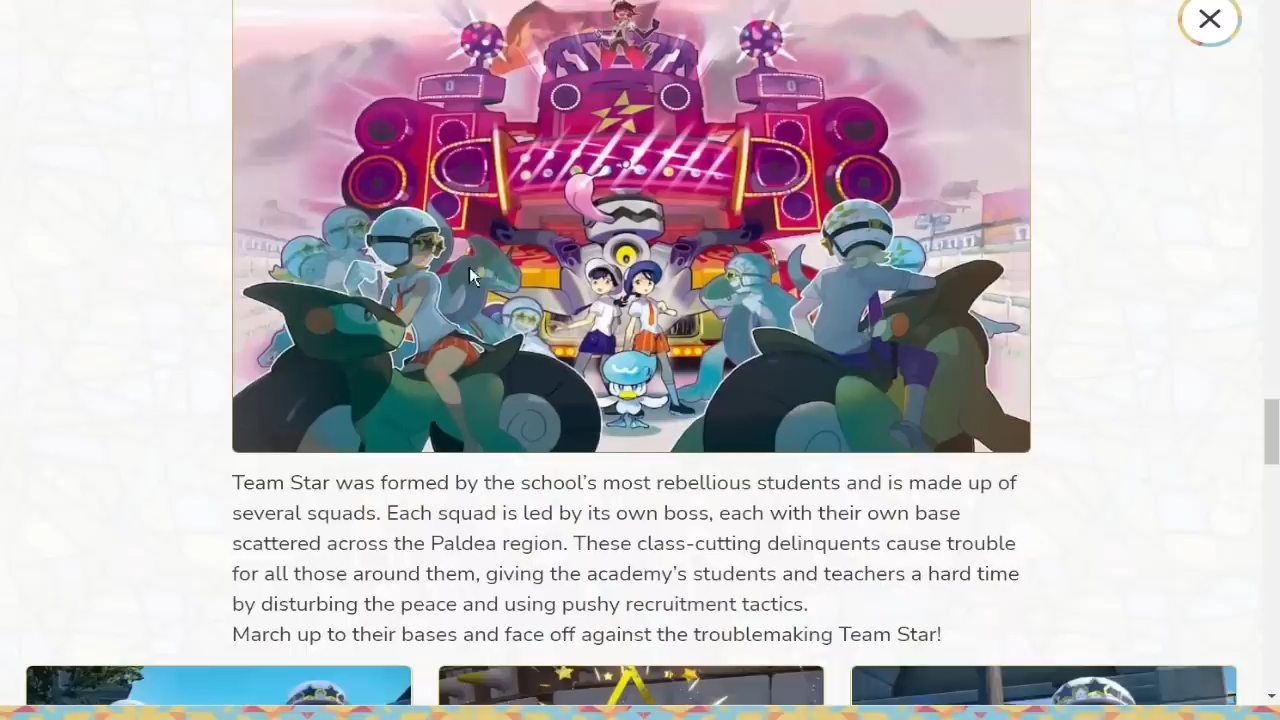 Team Star was formed by the school’s most rebellious students and is made up of
several squads. Each squad is led by its own boss, each with their own base
scattered across the Paldea region. These class-cutting delinquents cause trouble
for all those around them, giving the academy’s students and teachers a hard time
by disturbing the peace and using pushy recruitment tactics.
March up to their bases and face off against the troublemaking Team Star!